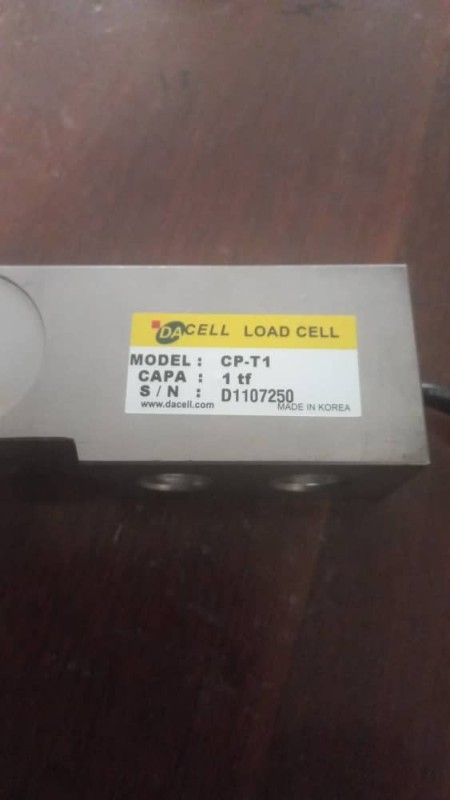 DACELL LOAD CELL
MODEL : CP-T1
CAPA : 1 tf
S / N : D1107250
www.dacell.com MADE IN KOREA